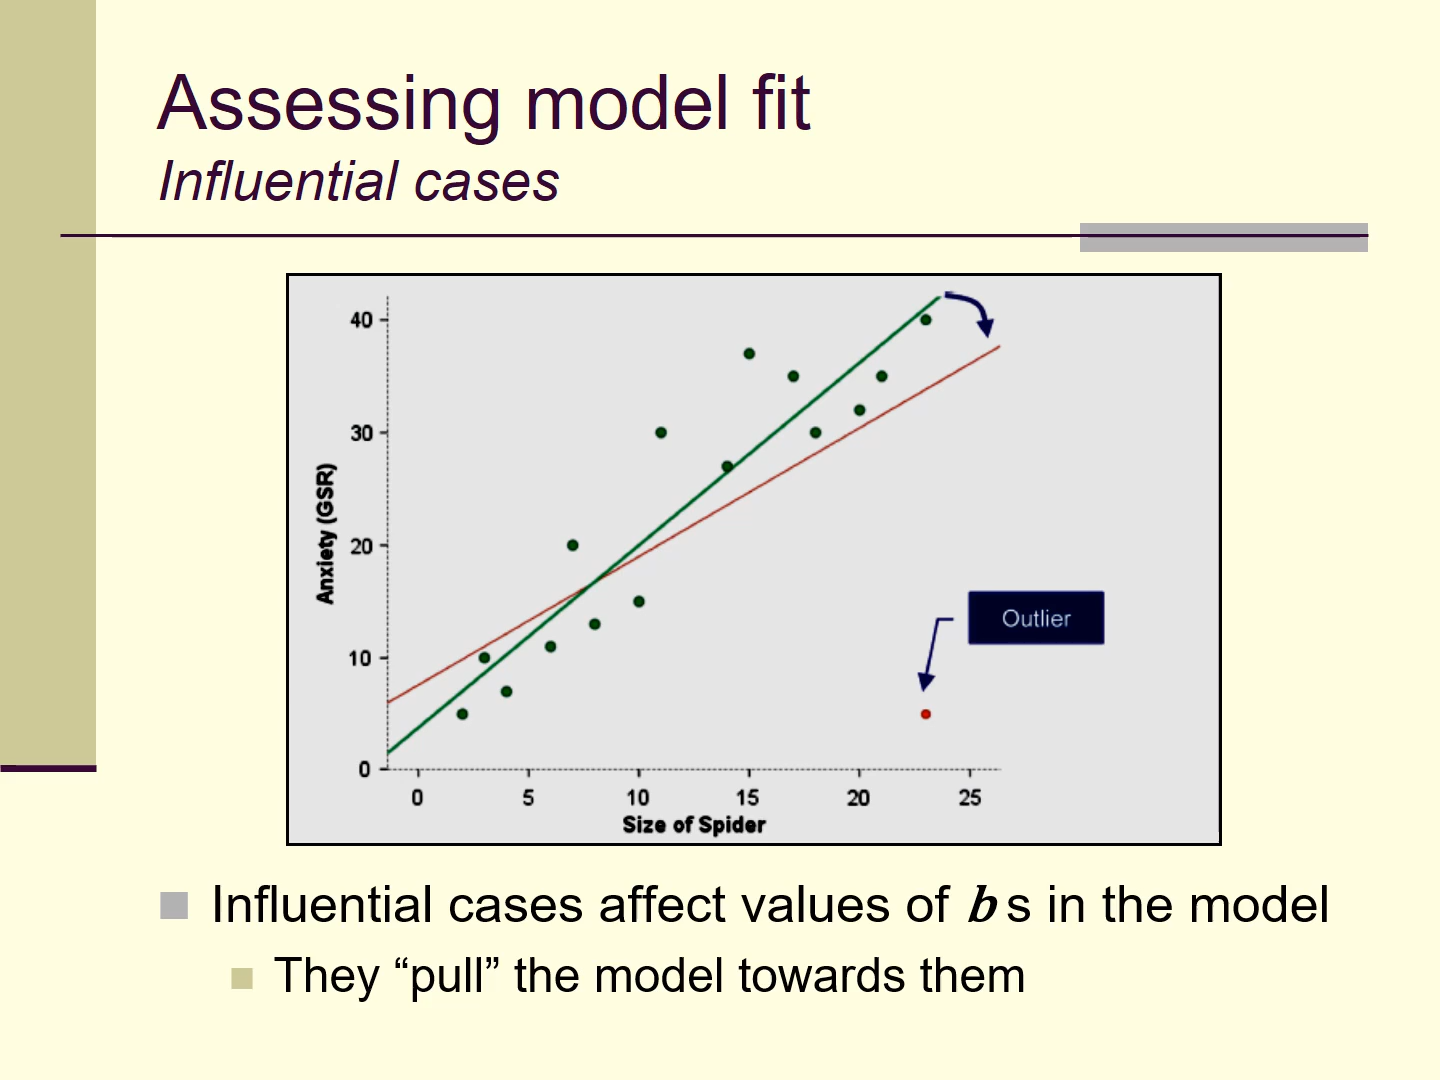 Assessing model fit
Influential cases
40
30
20
10
0
Anxiety (GSR)
Outlier
0 5 10 15 20 25
Size of Spider
Influential cases affect values of b s in the model
They “pull” the model towards them